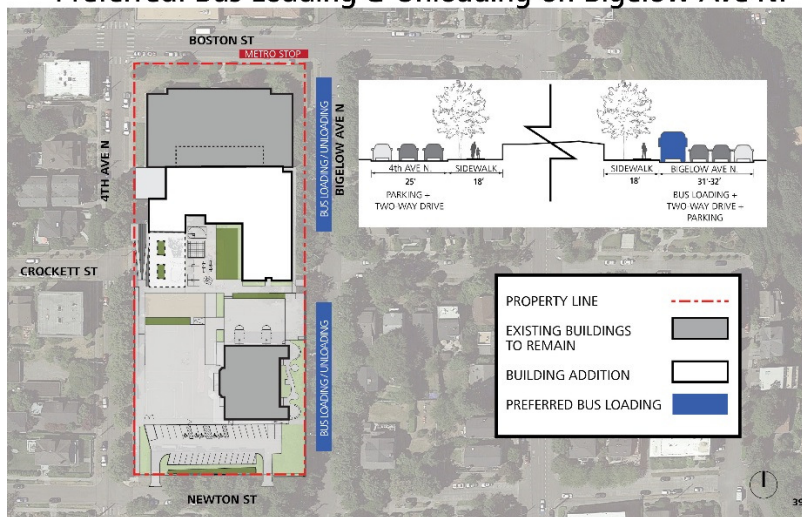 Preferred Bus Loading & Unloading on Bigelow Ave N.
BOSTON ST
METRO STOP
4TH AVE N
BUS LOADING / UNLOADING
BIGELOW AVE N
CROCKETT ST
BUS LOADING / UNLOADING
NEWTON ST
4th AVE N.
SIDEWALK
25'
18'
PARKING +
TWO WAY DRIVE
SIDEWALK
BIGELOW AVE N.
18'
31'-32'
BUS LOADING +
TWO WAY DRIVE +
PARKING
PROPERTY LINE
EXISTING BUILDINGS
TO REMAIN
BUILDING ADDITION
PREFERRED BUS LOADING
39